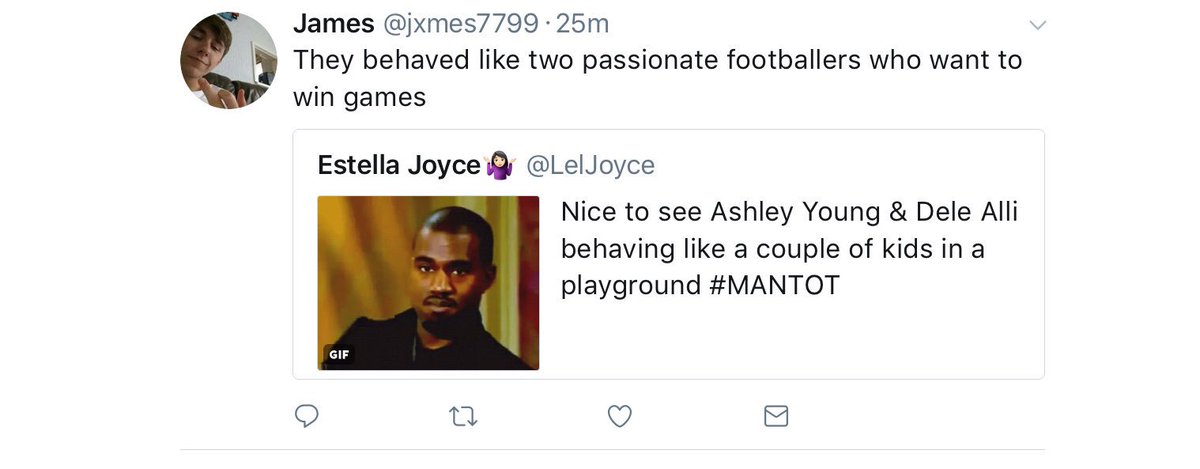 James @jxmes7799 · 25m
They behaved like two passionate footballers who want to
win games
Estella Joyce🤷🏻‍♀️ @LelJoyce
Nice to see Ashley Young & Dele Alli
behaving like a couple of kids in a
playground #MANTOT
GIF